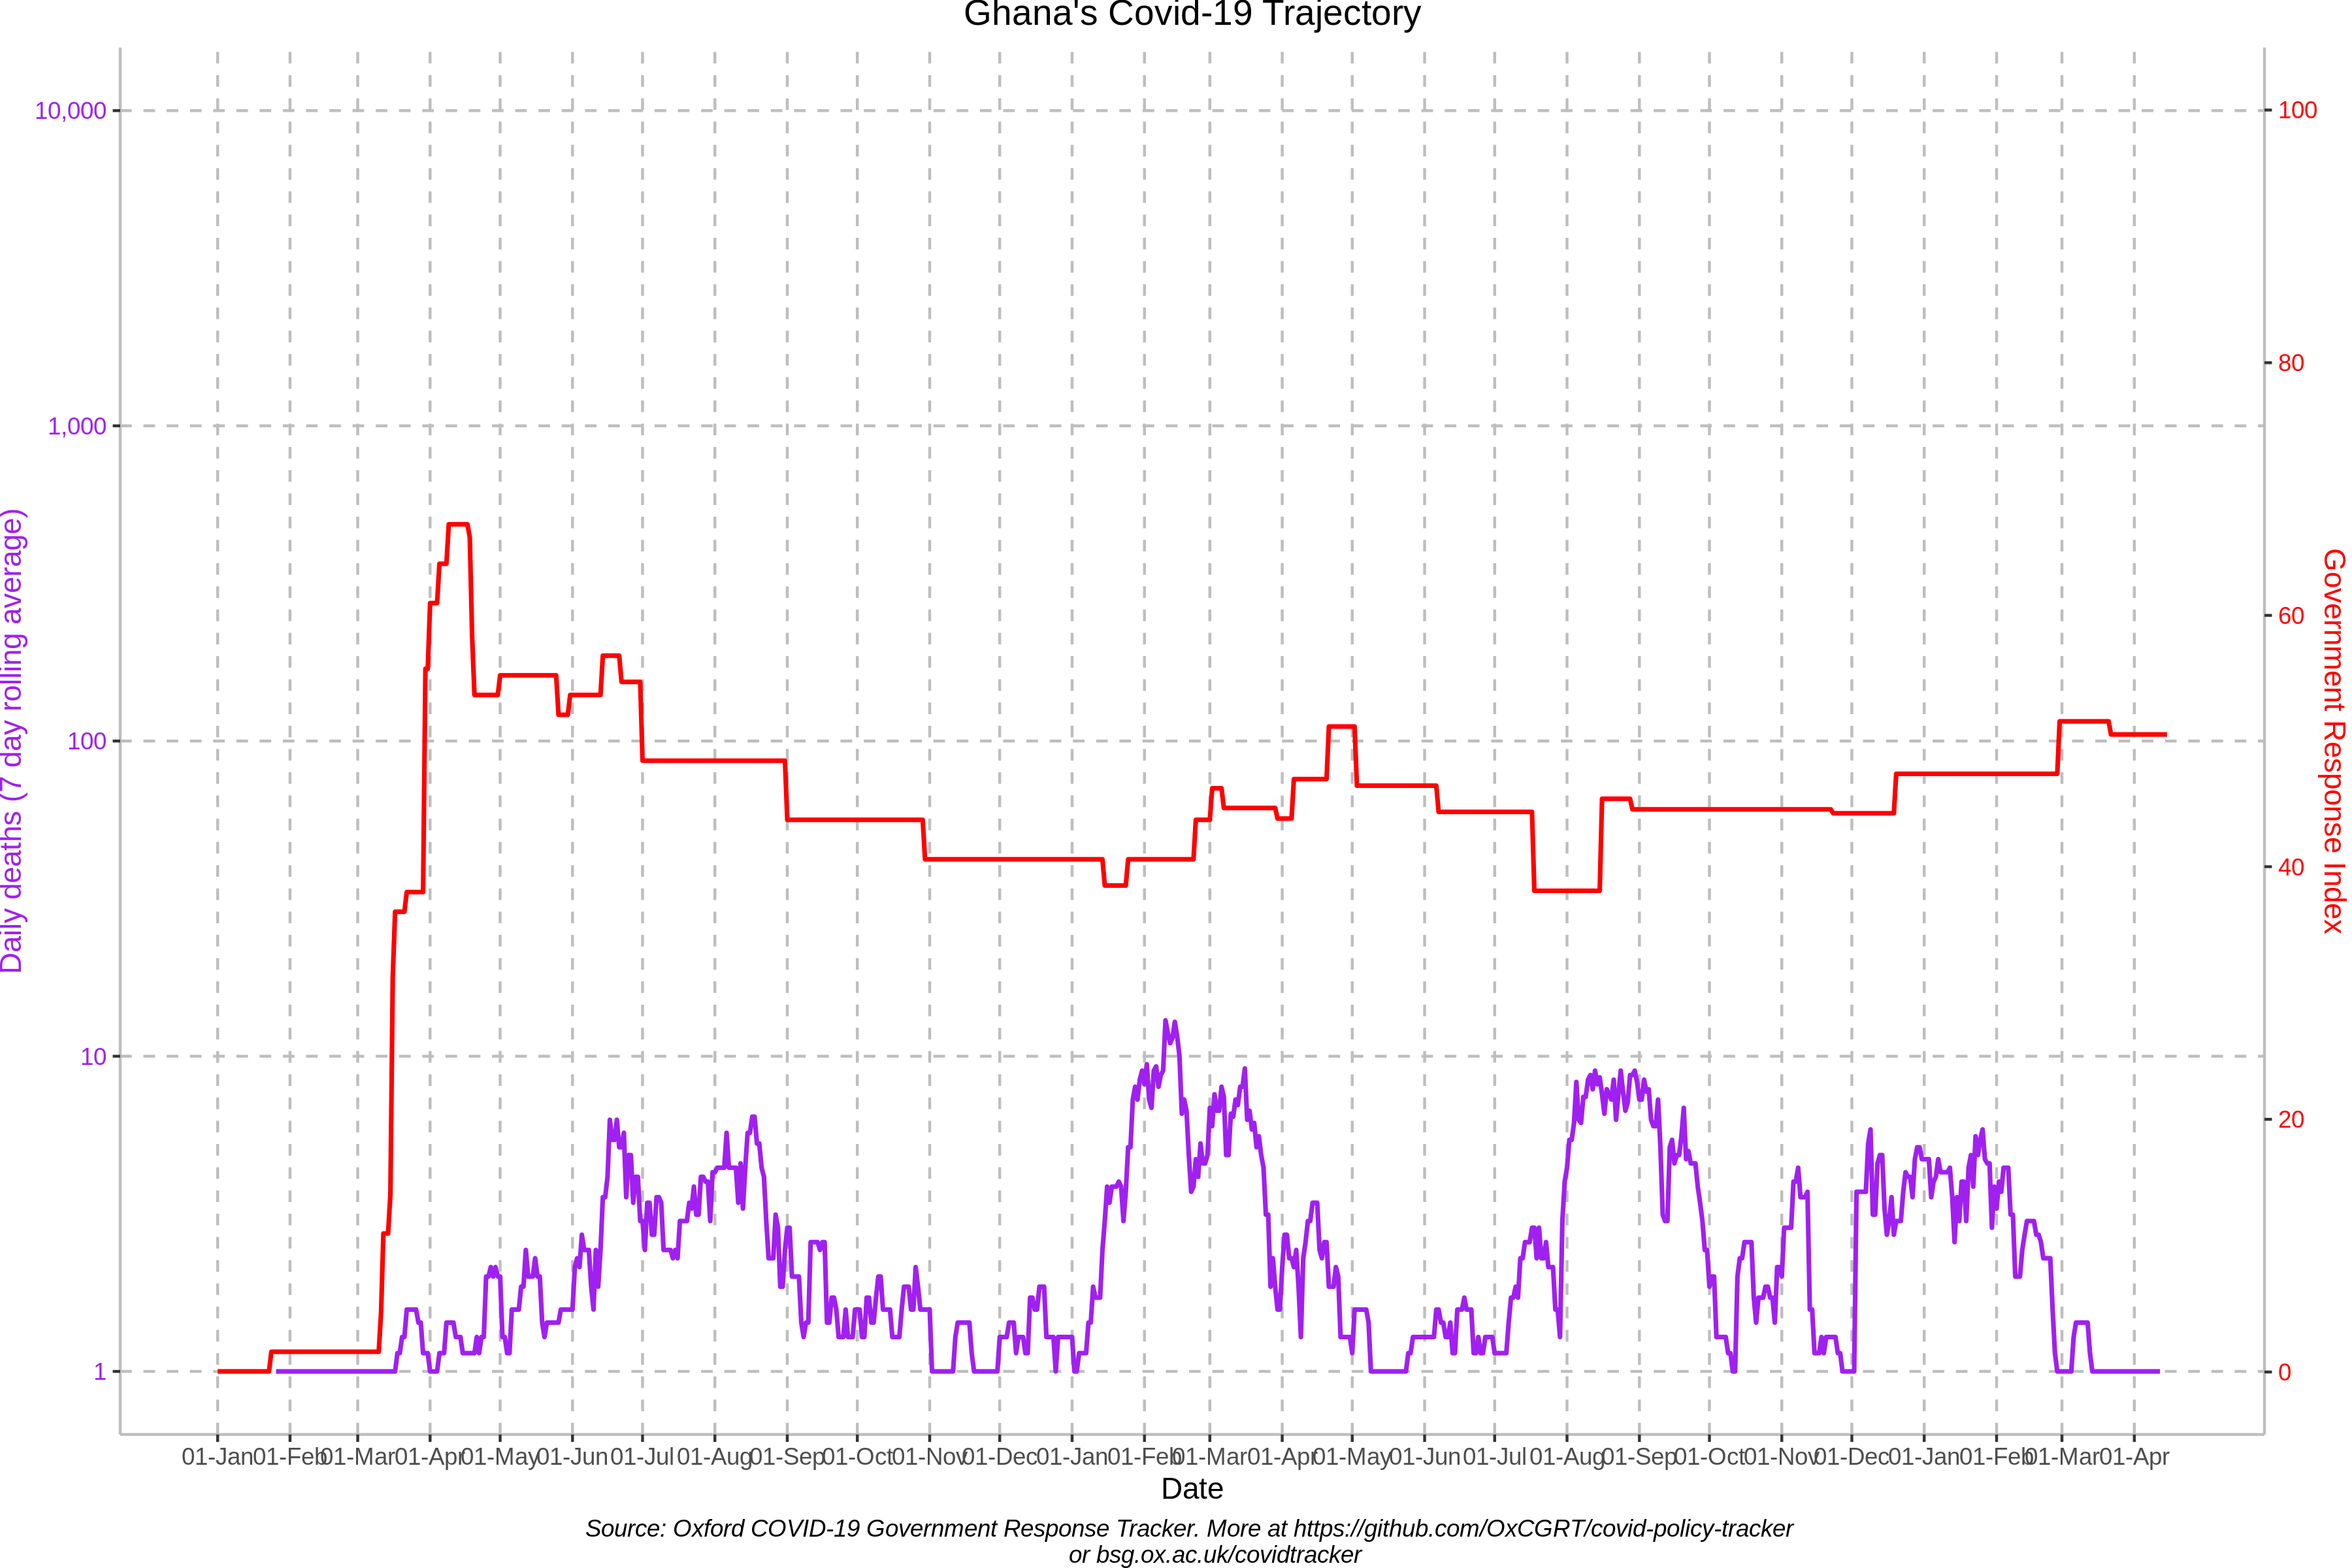 Ghana's Covid-19 Trajectory
Daily deaths (7 day rolling average)
10,000
1,000
100
10
1
100
80
60
40
20
0
Government Response Index
01-Jan 01-Feb 01-Mar 01-Apr 01-May 01-Jun 01-Jul 01-Aug 01-Sep 01-Oct 01-Nov 01-Dec 01-Jan 01-Feb 01-Mar 01-Apr 01-May 01-Jun 01-Jul 01-Aug 01-Sep 01-Oct 01-Nov 01-Dec 01-Jan 01-Feb 01-Mar 01-Apr
Date
Source: Oxford COVID-19 Government Response Tracker. More at https://github.com/OxCGRT/covid-policy-tracker
or bsg.ox.ac.uk/covidtracker